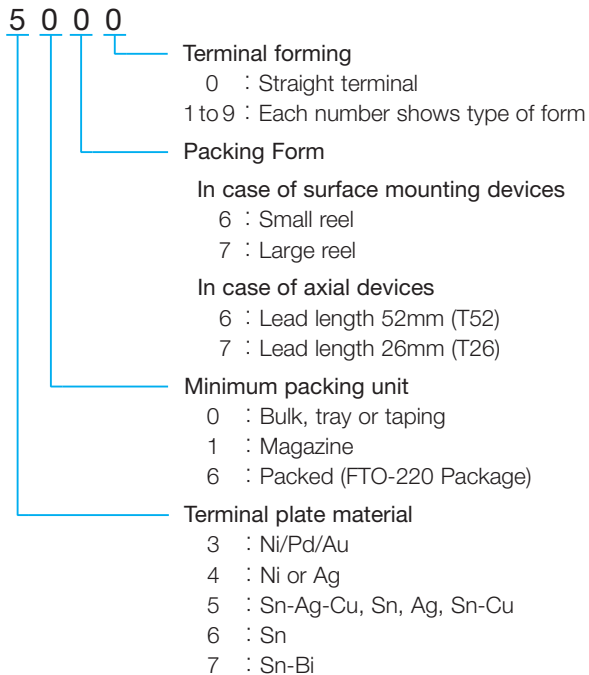 5 0 0 0
Terminal forming
0 : Straight terminal
1 to 9 : Each number shows type of form
Packing Form
In case of surface mounting devices
6 : Small reel
7 : Large reel
In case of axial devices
6 : Lead length 52mm (T52)
7 : Lead length 26mm (T26)
Minimum packing unit
0 : Bulk, tray or taping
1 : Magazine
6 : Packed (FTO-220 Package)
Terminal plate material
3 : Ni/Pd/Au
4 : Ni or Ag
5 : Sn-Ag-Cu, Sn, Ag, Sn-Cu
6 : Sn
7 : Sn-Bi